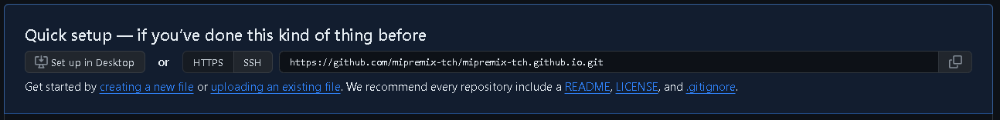 Quick setup — if you’ve done this kind of thing before
Set up in Desktop or HTTPS SSH https://github.com/mipremix-tch/mipremix-tch.github.io.git
Get started by creating a new file or uploading an existing file. We recommend every repository include a README, LICENSE, and .gitignore.